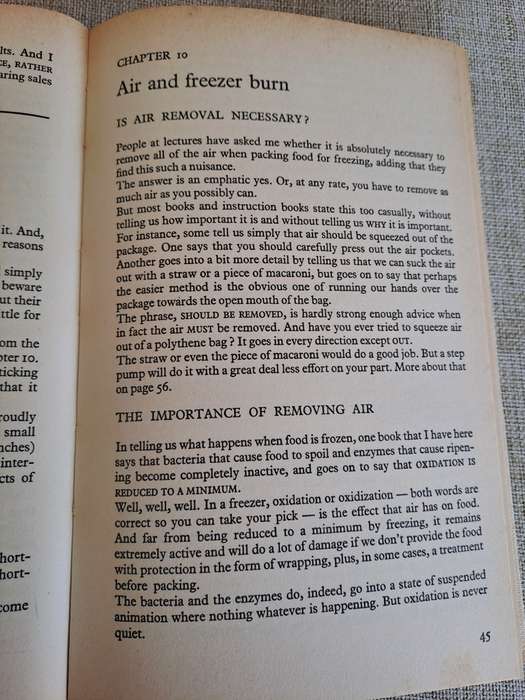 lts. And I
CE, RATHER
aring sales
it. And,
reasons
simply
beware
ut their
ttle for
om the
pter 10.
ticking
that it
roudly
small
nches)
inter-
cts of
hort-
hort-
come
CHAPTER 10
Air and freezer burn
IS AIR REMOVAL NECESSARY?
People at lectures have asked me whether it is absolutely necessary to
remove all of the air when packing food for freezing, adding that they
find this such a nuisance.
The answer is an emphatic yes. Or, at any rate, you have to remove as
much air as you possibly can.
But most books and instruction books state this too casually, without
telling us how important it is and without telling us WHY it is important.
For instance, some tell us simply that air should be squeezed out of the
package. One says that you should carefully press out the air pockets.
Another goes into a bit more detail by telling us that we can suck the air
out with a straw or a piece of macaroni, but goes on to say that perhaps
the easier method is the obvious one of running our hands over the
package towards the open mouth of the bag.
The phrase, SHOULD BE REMOVED, is hardly strong enough advice when
in fact the air MUST be removed. And have you ever tried to squeeze air
out of a polythene bag? It goes in every direction except OUT.
The straw or even the piece of macaroni would do a good job. But a step
pump will do it with a great deal less effort on your part. More about that
on page 56.
THE IMPORTANCE OF REMOVING AIR
In telling us what happens when food is frozen, one book that I have here
says that bacteria that cause food to spoil and enzymes that cause ripen-
ing become completely inactive, and goes on to say that OXIDATION IS
REDUCED TO A MINIMUM.
Well, well, well. In a freezer, oxidation or oxidization — both words are
correct so you can take your pick — is the effect that air has on food.
And far from being reduced to a minimum by freezing, it remains
extremely active and will do a lot of damage if we don't provide the food
with protection in the form of wrapping, plus, in some cases, a treatment
before packing.
The bacteria and the enzymes do, indeed, go into a state of suspended
animation where nothing whatever is happening. But oxidation is never
quiet.
45